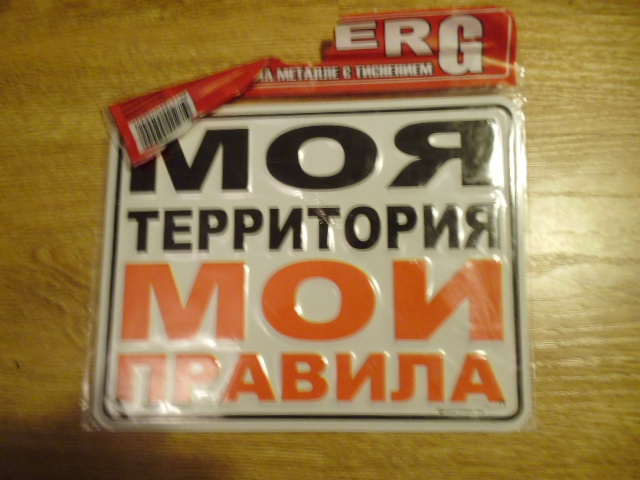 ERG
НА МЕТАЛЛЕ С ТИСНЕНИЕМ
МОЯ
ТЕРРИТОРИЯ
МОИ
ПРАВИЛА